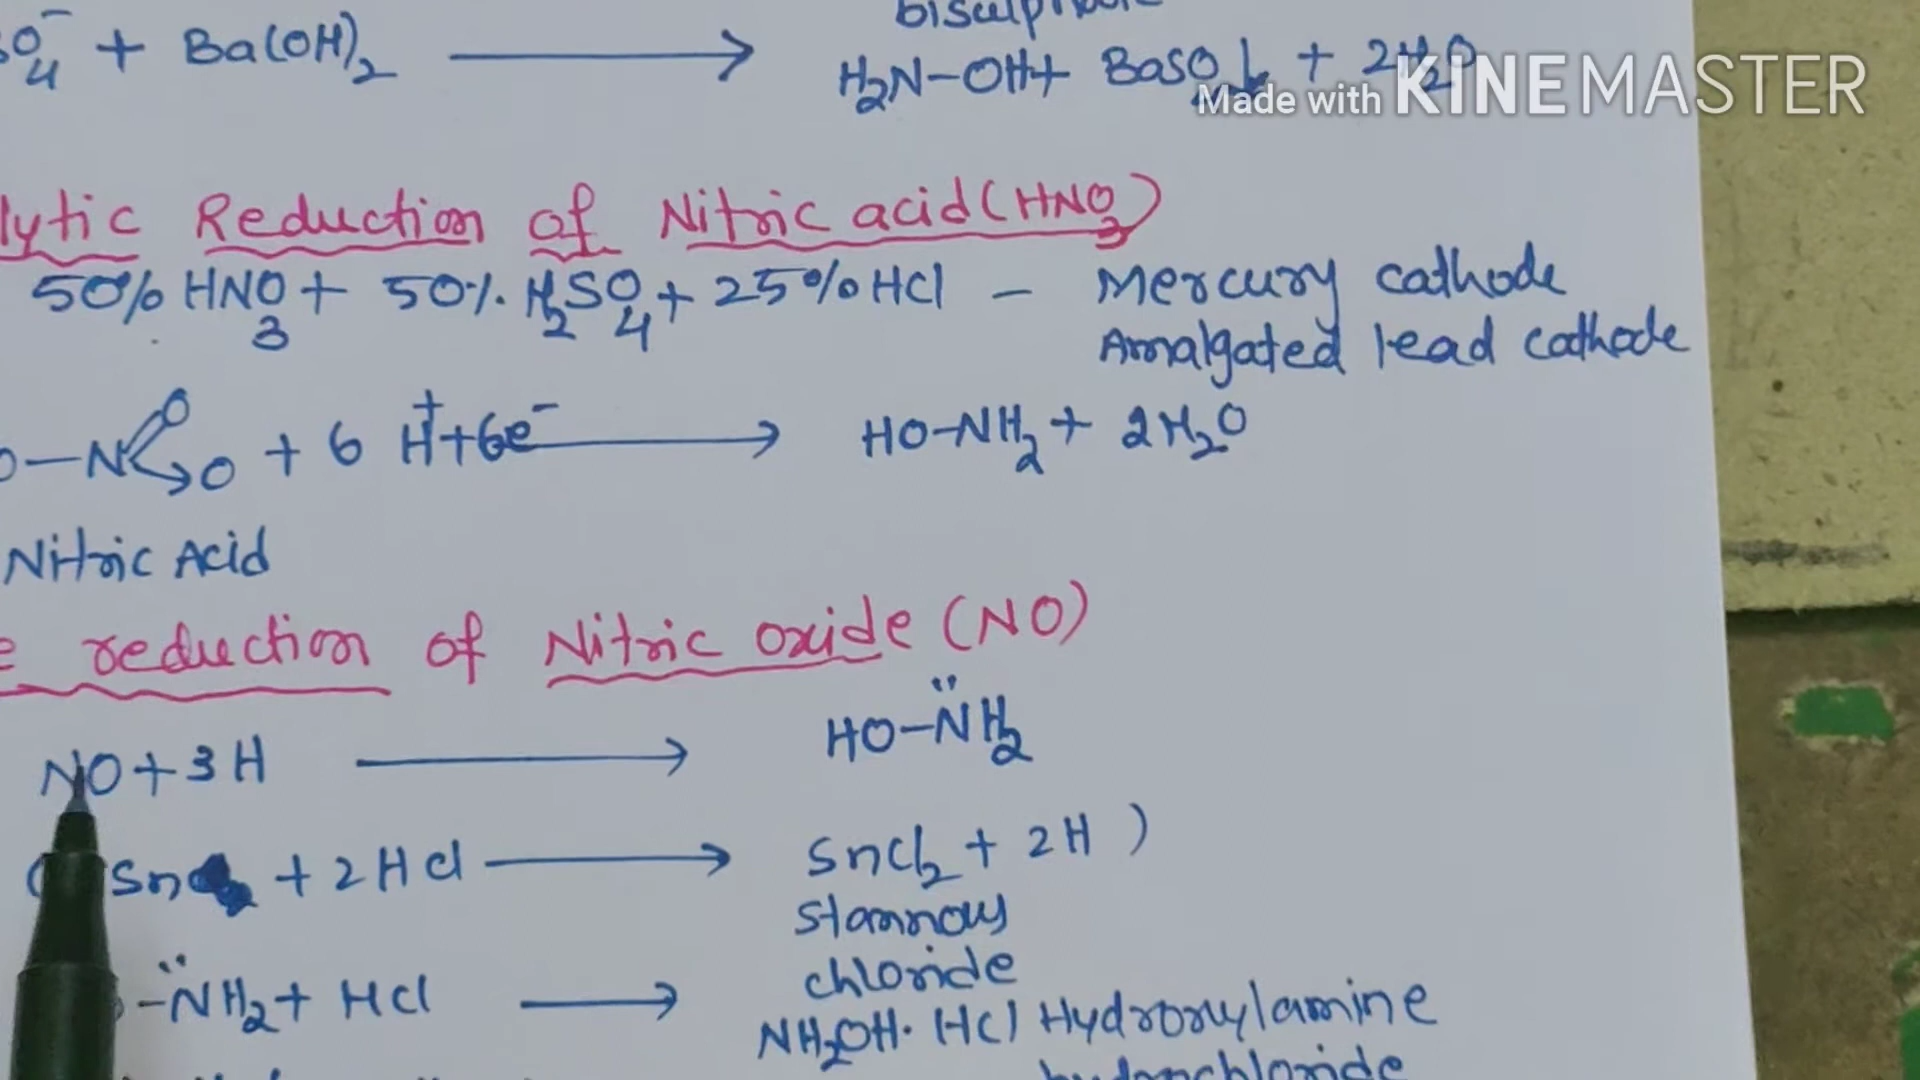 O₄⁻ + Ba(OH)₂ ⟶ H₂N-OH + BaSO₄↓ + 2H₂O
Made with KINEMASTER
lytic Reduction of Nitric acid (HNO₃)
50% HNO₃ + 50% H₂SO₄ + 25% HCl - Mercury cathode
Amalgated lead cathode
O-N O O + 6 H⁺ + 6e⁻ ⟶ HO-NH₂ + 2H₂O
Nitric Acid
e reduction of Nitric oxide (NO)
NO + 3H ⟶ HO-N̈H₂
( Sn + 2HCl ⟶ SnCl₂ + 2H )
stannous
chloride
-N̈H₂ + HCl ⟶ NH₂OH·HCl Hydroxylamine
hydrochloride